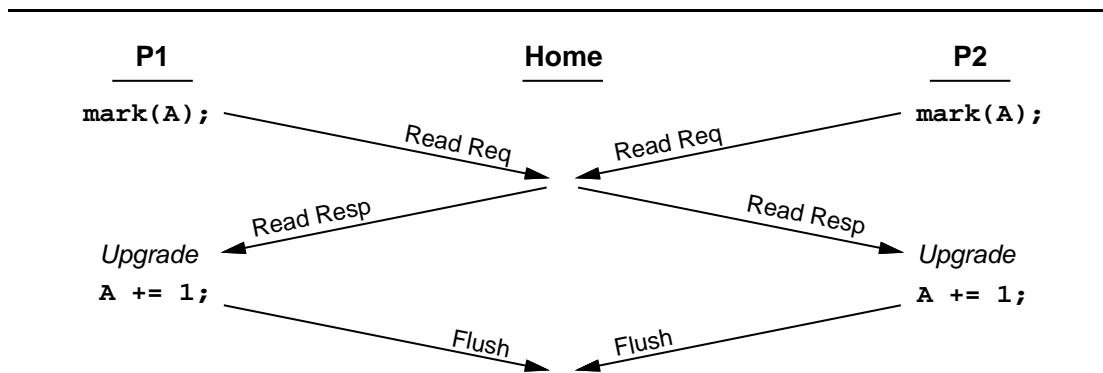 P1 Home P2
mark(A); mark(A);
Read Req Read Req
Read Resp Read Resp
Upgrade Upgrade
A += 1; A += 1;
Flush Flush